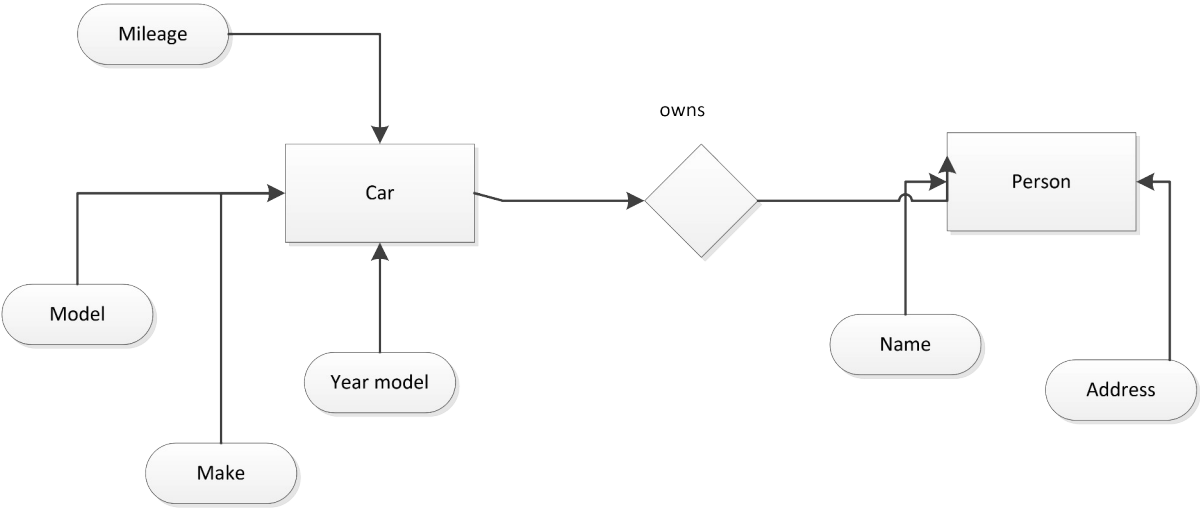 Mileage
owns
Car
Person
Model
Name
Year model
Address
Make